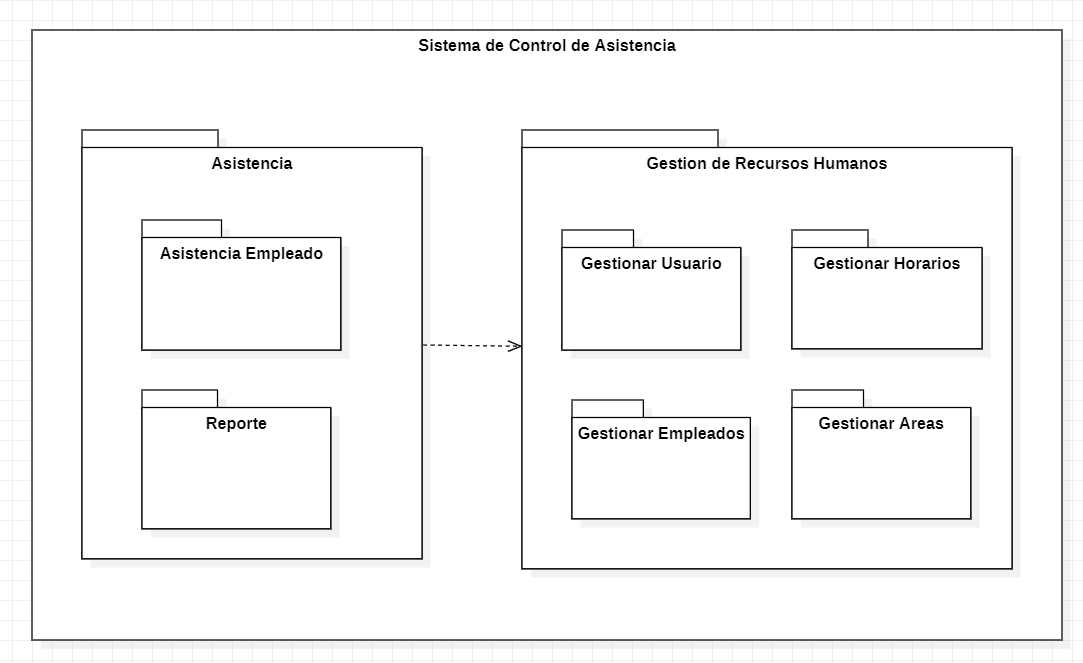 Sistema de Control de Asistencia
Asistencia
Asistencia Empleado
Reporte
Gestion de Recursos Humanos
Gestionar Usuario
Gestionar Horarios
Gestionar Empleados
Gestionar Areas